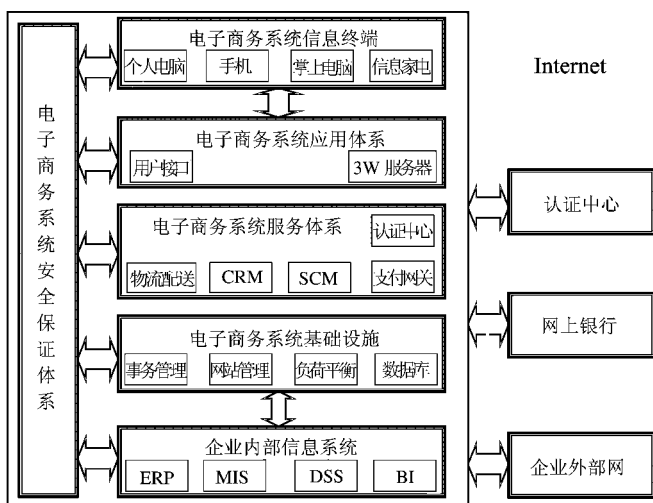 电子商务系统安全保证体系
电子商务系统信息终端
个人电脑 手机 掌上电脑 信息家电
电子商务系统应用体系
用户接口 3W 服务器
电子商务系统服务体系
认证中心
物流配送 CRM SCM 支付网关
电子商务系统基础设施
事务管理 网站管理 负荷平衡 数据库
企业内部信息系统
ERP MIS DSS BI
Internet
认证中心
网上银行
企业外部网